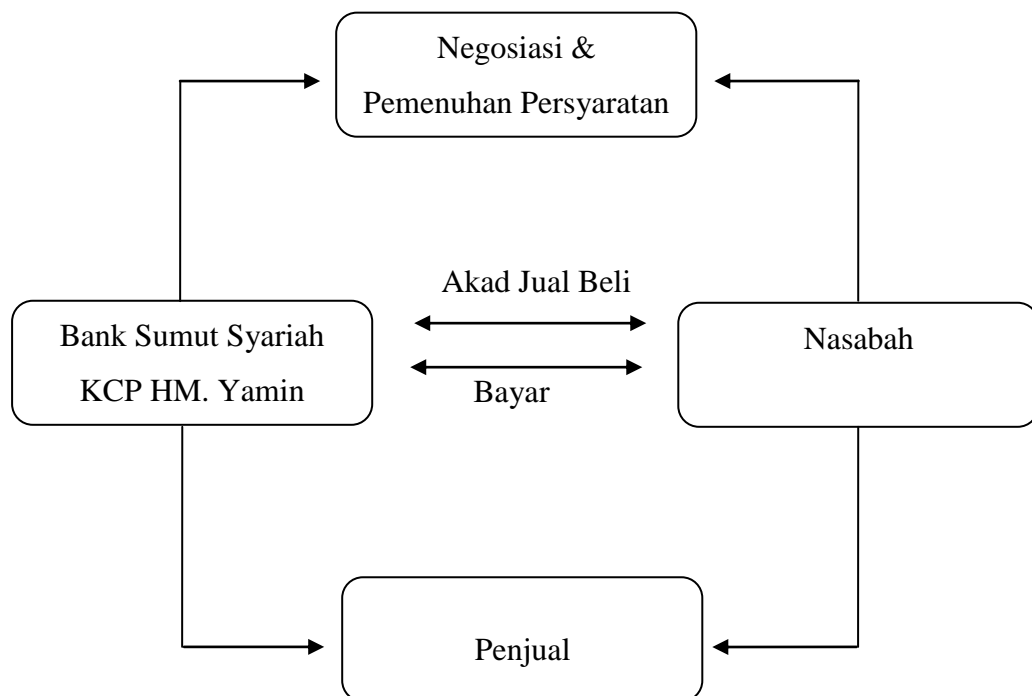 Negosiasi &
Pemenuhan Persyaratan
Akad Jual Beli
Bank Sumut Syariah
KCP HM. Yamin
Nasabah
Bayar
Penjual